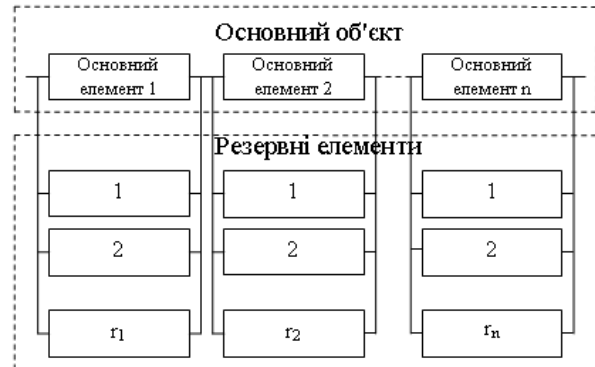 Основний об'єкт
Основний
елемент 1
Основний
елемент 2
Основний
елемент n
Резервні елементи
1
1
1
2
2
2
r1
r2
rn